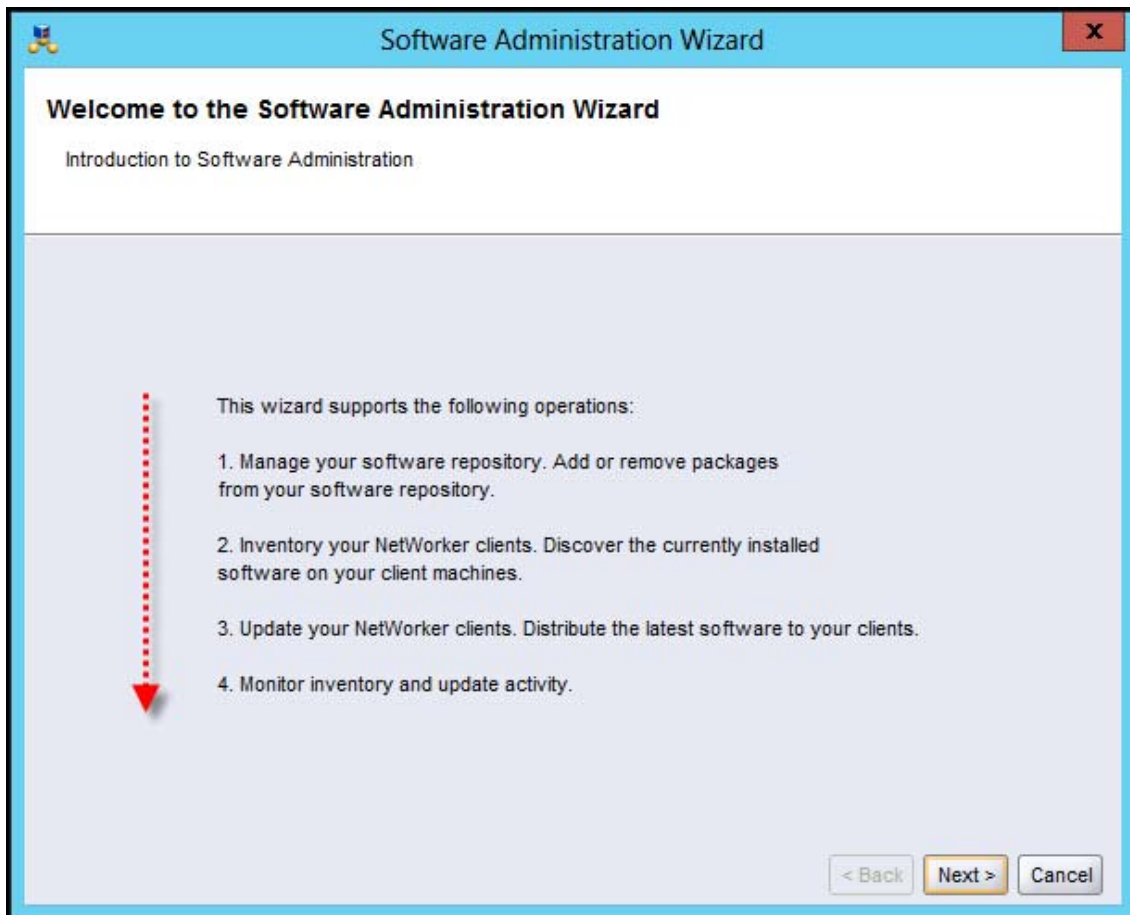 Software Administration Wizard
x
Welcome to the Software Administration Wizard
Introduction to Software Administration
This wizard supports the following operations:
1. Manage your software repository. Add or remove packages
from your software repository.
2. Inventory your NetWorker clients. Discover the currently installed
software on your client machines.
3. Update your NetWorker clients. Distribute the latest software to your clients.
4. Monitor inventory and update activity.
< Back Next > Cancel